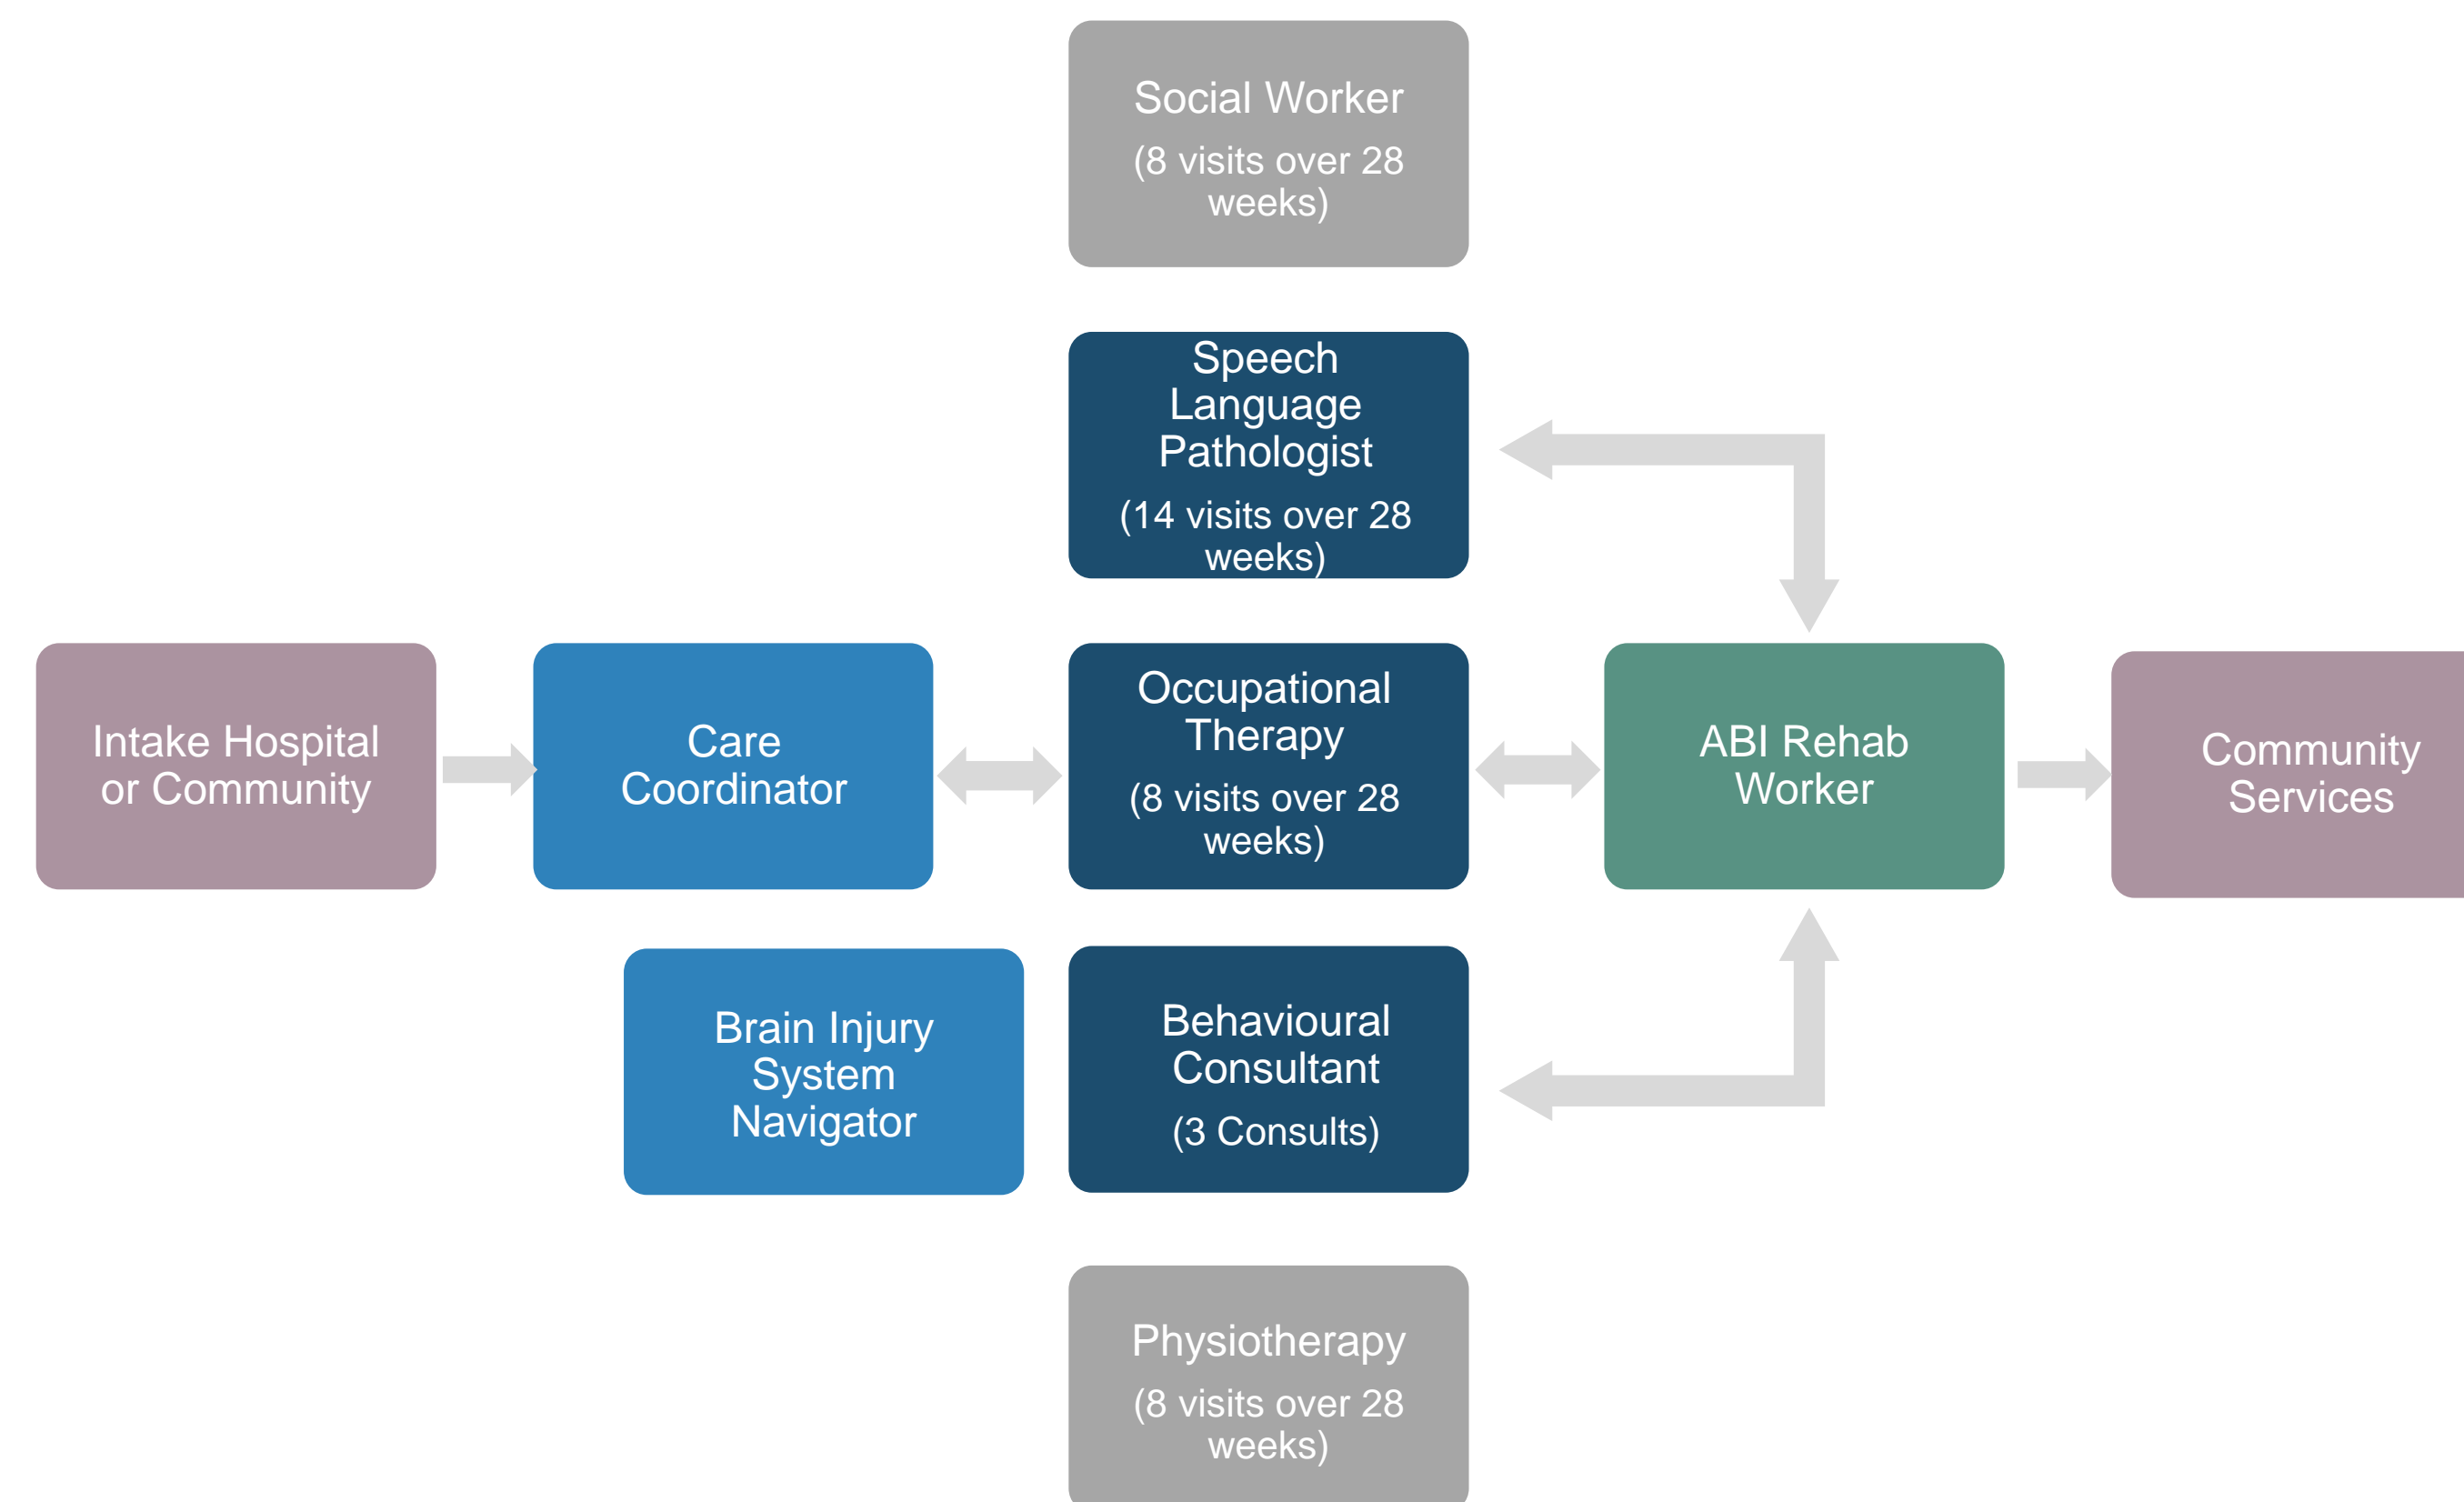 Social Worker
(8 visits over 28
weeks)
Speech
Language
Pathologist
(14 visits over 28
weeks)
Intake Hospital
or Community
Care
Coordinator
Occupational
Therapy
(8 visits over 28
weeks)
ABI Rehab
Worker
Community
Services
Brain Injury
System
Navigator
Behavioural
Consultant
(3 Consults)
Physiotherapy
(8 visits over 28
weeks)